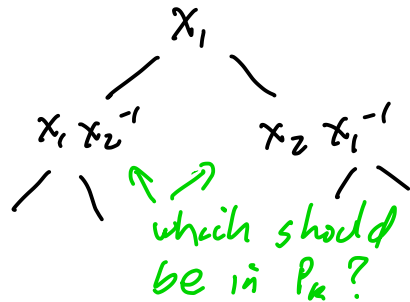 x₁
x₁ x₂⁻¹ x₂ x₁⁻¹
which should
be in Pₖ?